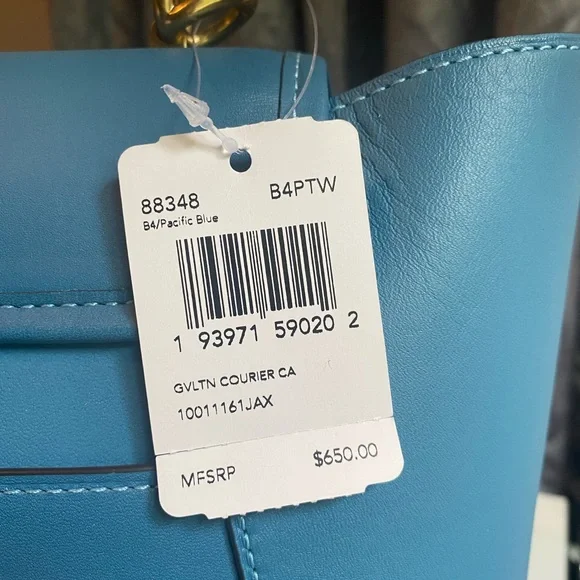 88348 B4PTW
B4/Pacific Blue
1 93971 59020 2
GVLTN COURIER CA
10011161JAX
MFSRP $650.00